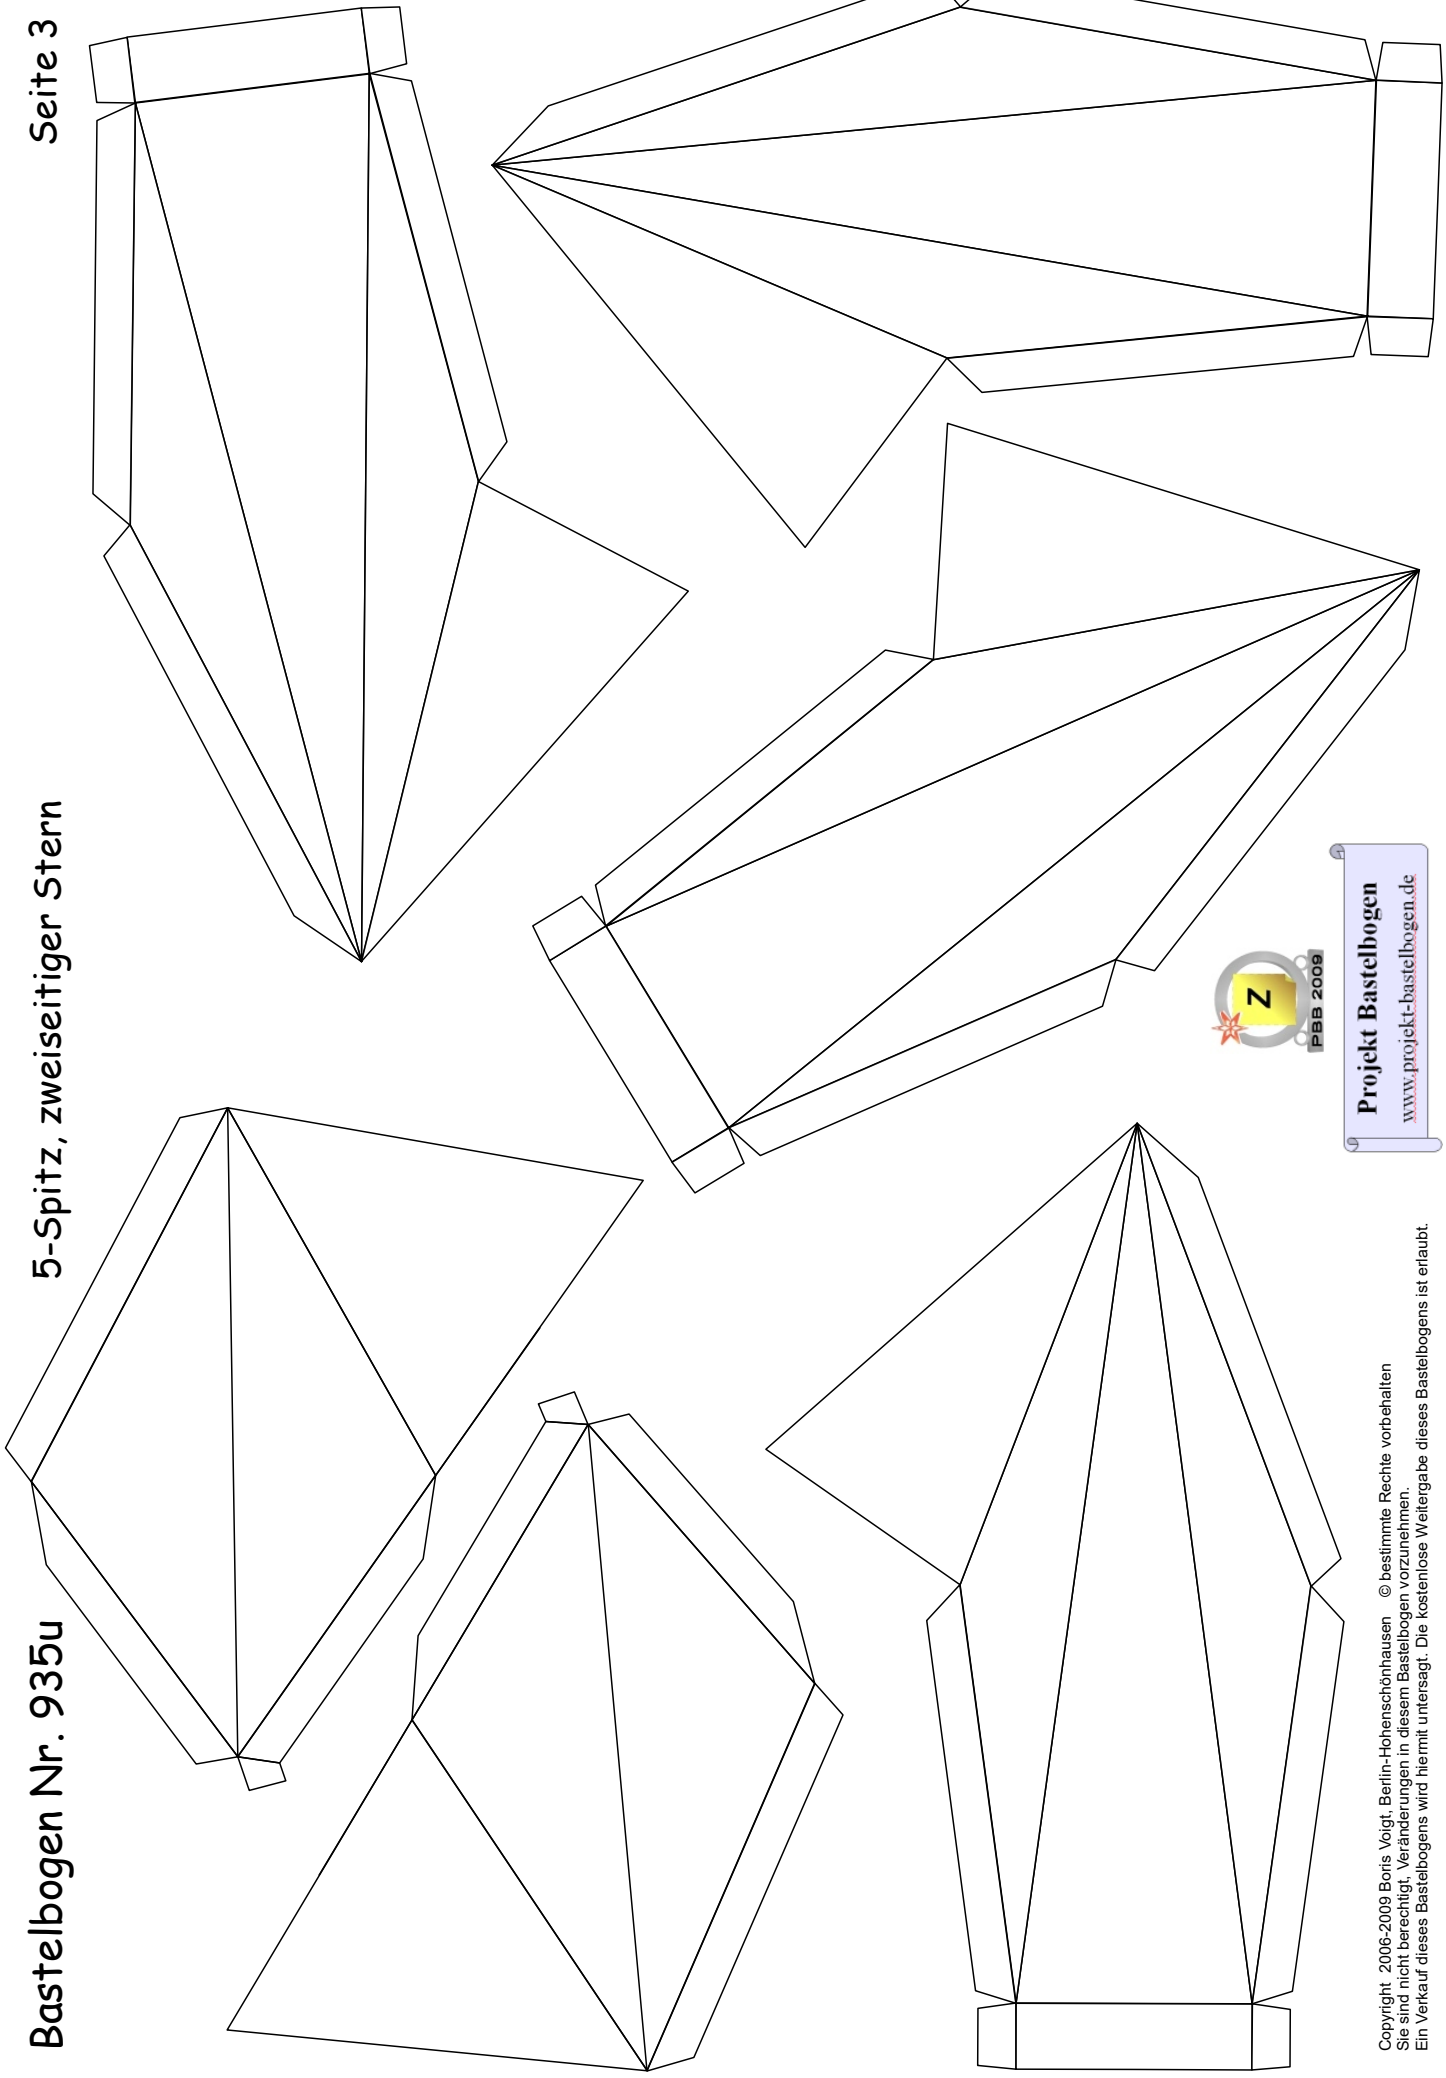 Bastelbogen Nr. 935u
5-Spitz, zweiseitiger Stern
Seite 3
Z
PBB 2009
Projekt Bastelbogen
www.projekt-bastelbogen.de
Copyright 2006-2009 Boris Voigt, Berlin-Hohenschönhausen © bestimmte Rechte vorbehalten
Sie sind nicht berechtigt, Veränderungen in diesem Bastelbogen vorzunehmen.
Ein Verkauf dieses Bastelbogens wird hiermit untersagt. Die kostenlose Weitergabe dieses Bastelbogens ist erlaubt.